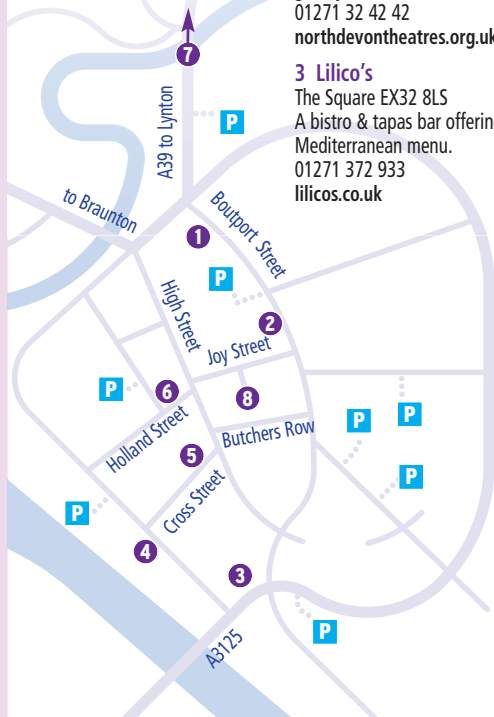 01271 32 42 42
northdevontheatres.org.uk
3 Lilico's
The Square EX32 8LS
A bistro & tapas bar offerin
Mediterranean menu.
01271 372 933
lilicos.co.uk
7
A39 to Lynton
P
to Braunton
Boutport Street
1
P
High Street
2
Joy Street
P
6
8
Holland Street
Butchers Row
P
P
5
P
Cross Street
P
4
3
P
A3125